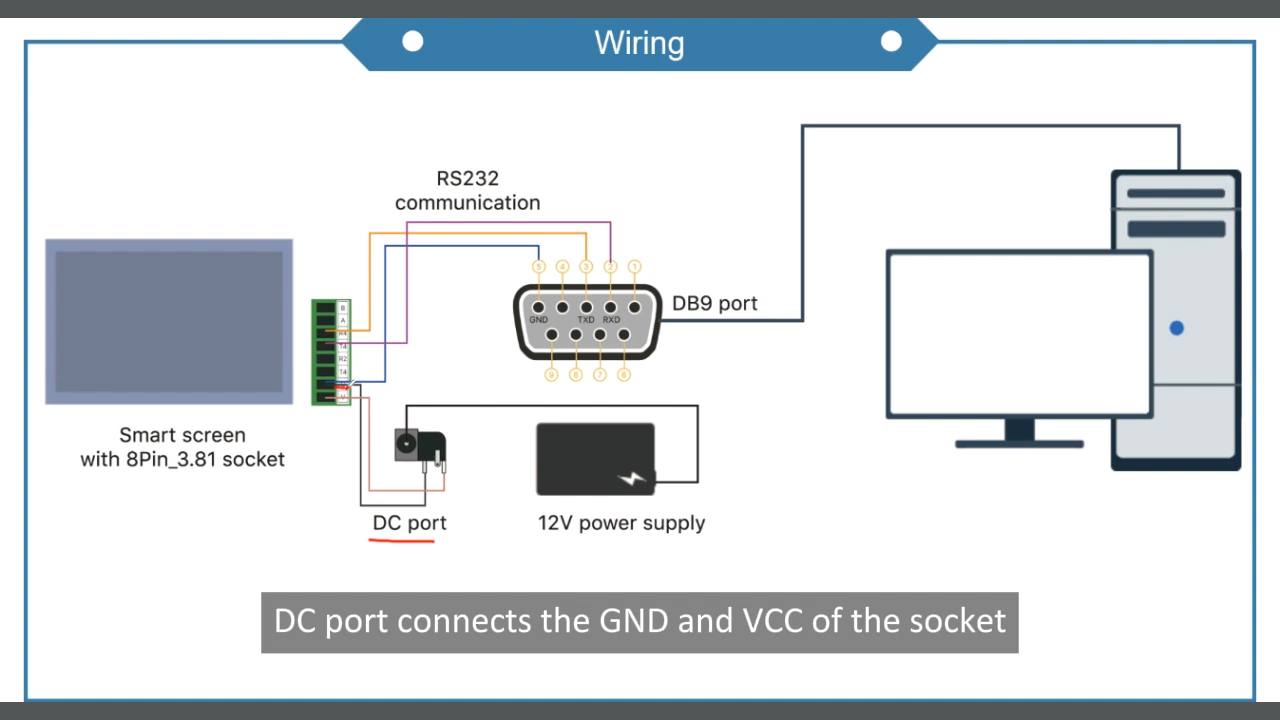 Wiring
RS232
communication
5 4 3 2 1
GND TXD RXD
9 8 7 6
DB9 port
B
A
R4
T4
R2
T4
V
Smart screen
with 8Pin_3.81 socket
DC port
12V power supply
DC port connects the GND and VCC of the socket